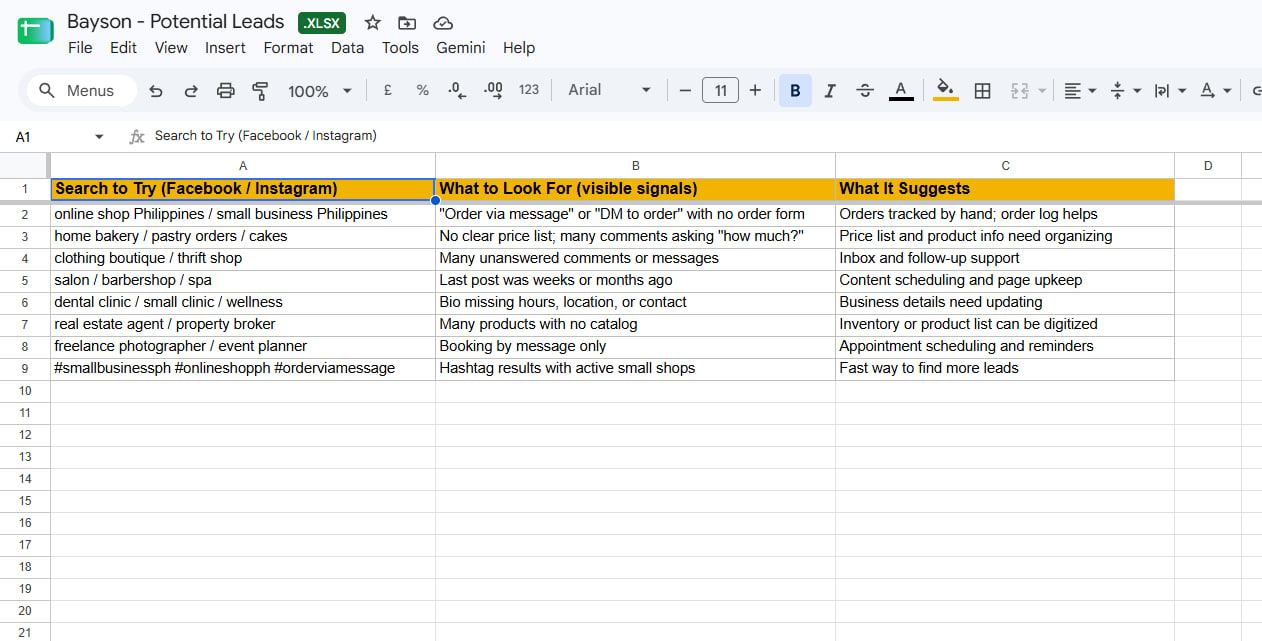 Bayson - Potential Leads .XLSX
File Edit View Insert Format Data Tools Gemini Help
Menus 100% £ % .0 .00 123 Arial 11 B I S A A
A1 fx Search to Try (Facebook / Instagram)
A B C D
1 Search to Try (Facebook / Instagram) What to Look For (visible signals) What It Suggests
2 online shop Philippines / small business Philippines "Order via message" or "DM to order" with no order form Orders tracked by hand; order log helps
3 home bakery / pastry orders / cakes No clear price list; many comments asking "how much?" Price list and product info need organizing
4 clothing boutique / thrift shop Many unanswered comments or messages Inbox and follow-up support
5 salon / barbershop / spa Last post was weeks or months ago Content scheduling and page upkeep
6 dental clinic / small clinic / wellness Bio missing hours, location, or contact Business details need updating
7 real estate agent / property broker Many products with no catalog Inventory or product list can be digitized
8 freelance photographer / event planner Booking by message only Appointment scheduling and reminders
9 #smallbusinessph #onlineshopph #orderviamessage Hashtag results with active small shops Fast way to find more leads
10
11
12
13
14
15
16
17
18
19
20
21